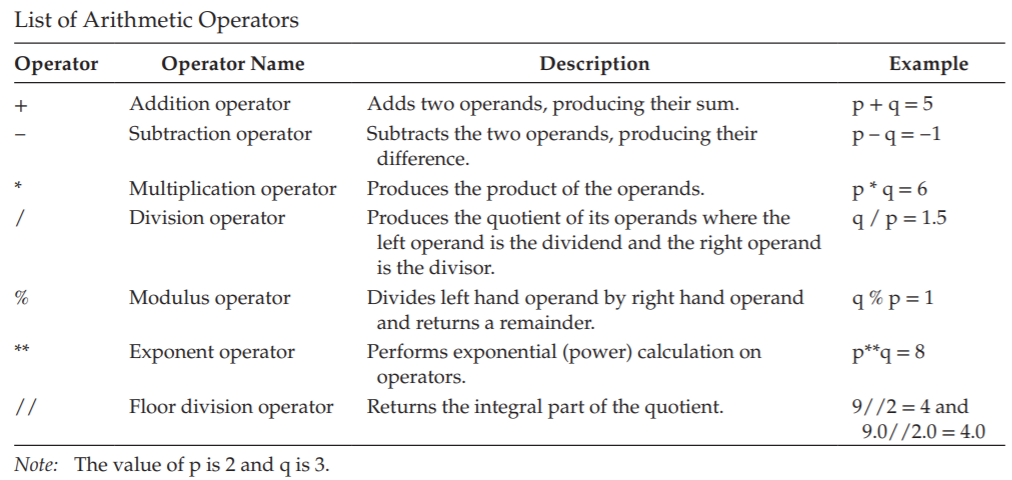 List of Arithmetic Operators
Operator Operator Name Description Example
+ Addition operator Adds two operands, producing their sum. p + q = 5
– Subtraction operator Subtracts the two operands, producing their p – q = –1
difference.
* Multiplication operator Produces the product of the operands. p * q = 6
/ Division operator Produces the quotient of its operands where the q / p = 1.5
left operand is the dividend and the right operand
is the divisor.
% Modulus operator Divides left hand operand by right hand operand q % p = 1
and returns a remainder.
** Exponent operator Performs exponential (power) calculation on p**q = 8
operators.
// Floor division operator Returns the integral part of the quotient. 9//2 = 4 and
9.0//2.0 = 4.0
Note: The value of p is 2 and q is 3.